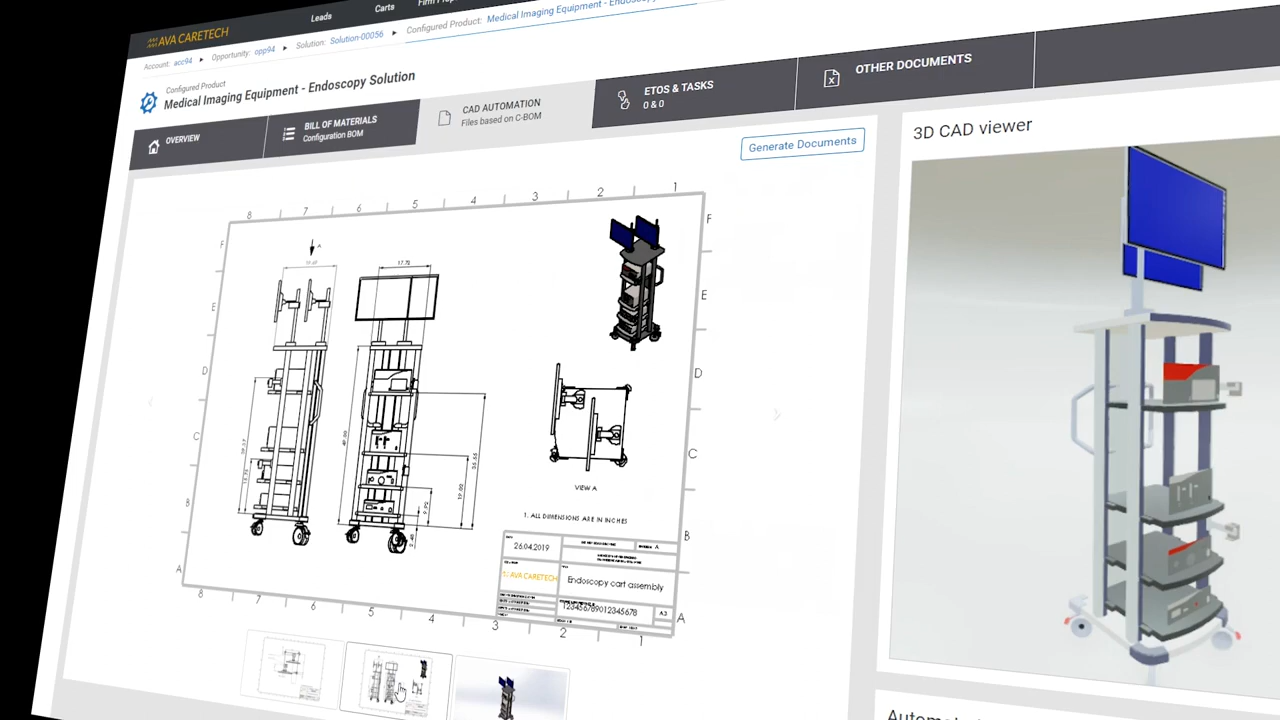 Leads
Carts
AVA CARETECH
Account: acc94
Opportunity: opp94
Solution: Solution-00056
Configured Product: Medical Imaging Equipment - Endoscopy
Configured Product
Medical Imaging Equipment - Endoscopy Solution
OVERVIEW
BILL OF MATERIALS
Configuration BOM
CAD AUTOMATION
Files based on C-BOM
ETOS & TASKS
0 & 0
OTHER DOCUMENTS
Generate Documents
3D CAD viewer
8 7 6 5 4 3 2 1
F
E
D
C
B
A
F
E
D
C
B
A
A
17.72
VIEW A
1. ALL DIMENSIONS ARE IN INCHES
26.04.2019
AVA CARETECH
Endoscopy cart assembly
123456789012345678
A3
A
8 7 6 5 4 3 2 1